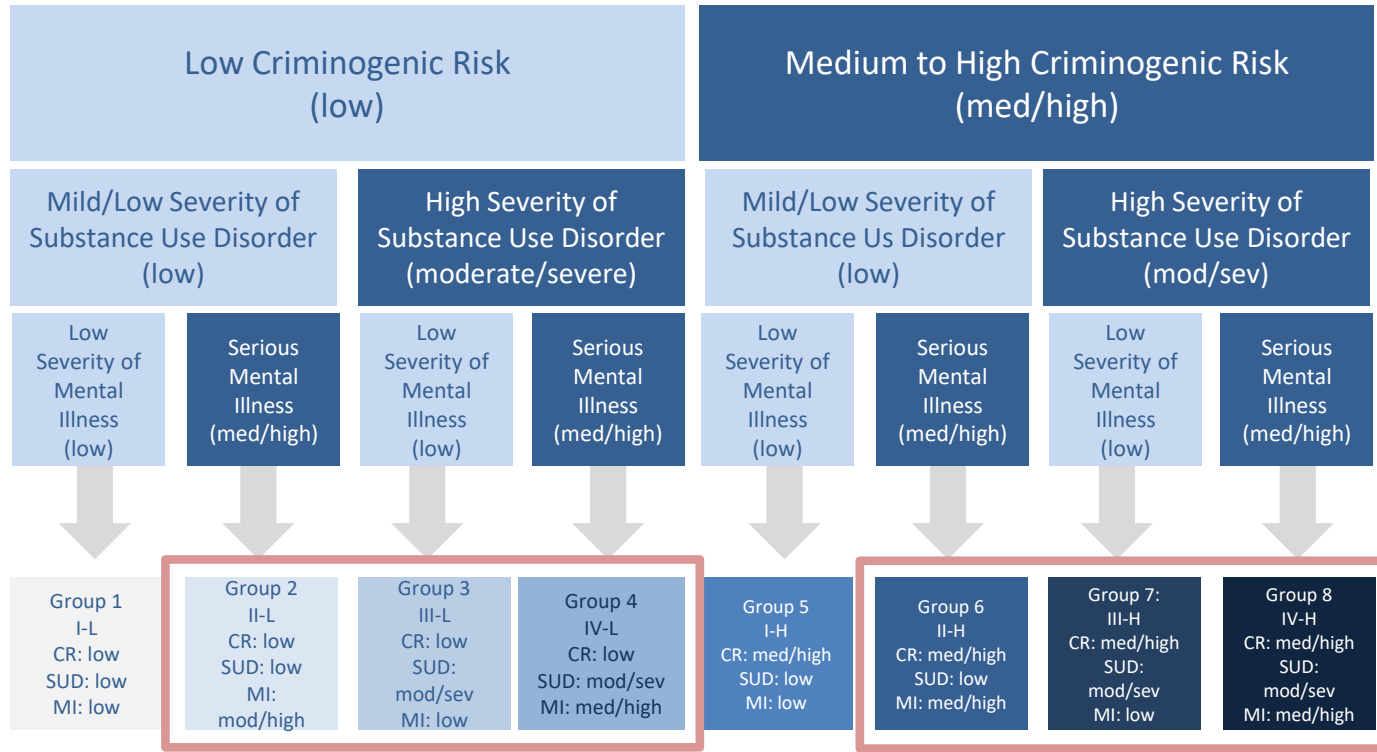 Low Criminogenic Risk
(low)
Medium to High Criminogenic Risk
(med/high)
Mild/Low Severity of
Substance Use Disorder
(low)
High Severity of
Substance Use Disorder
(moderate/severe)
Mild/Low Severity of
Substance Us Disorder
(low)
High Severity of
Substance Use Disorder
(mod/sev)
Low
Severity of
Mental
Illness
(low)
Serious
Mental
Illness
(med/high)
Low
Severity of
Mental
Illness
(low)
Serious
Mental
Illness
(med/high)
Low
Severity of
Mental
Illness
(low)
Serious
Mental
Illness
(med/high)
Low
Severity of
Mental
Illness
(low)
Serious
Mental
Illness
(med/high)
Group 1
I-L
CR: low
SUD: low
MI: low
Group 2
II-L
CR: low
SUD: low
MI:
mod/high
Group 3
III-L
CR: low
SUD:
mod/sev
MI: low
Group 4
IV-L
CR: low
SUD: mod/sev
MI: med/high
Group 5
I-H
CR: med/high
SUD: low
MI: low
Group 6
II-H
CR: med/high
SUD: low
MI: med/high
Group 7:
III-H
CR: med/high
SUD:
mod/sev
MI: low
Group 8
IV-H
CR: med/high
SUD:
mod/sev
MI: med/high